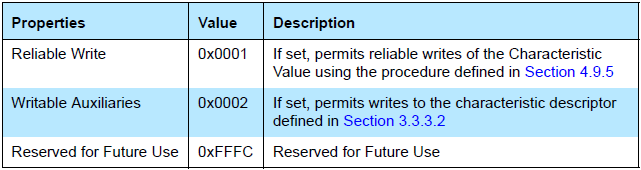 Properties Value Description
Reliable Write 0x0001 If set, permits reliable writes of the Characteristic
Value using the procedure defined in Section 4.9.5
Writable Auxiliaries 0x0002 If set, permits writes to the characteristic descriptor
defined in Section 3.3.3.2
Reserved for Future Use 0xFFFC Reserved for Future Use